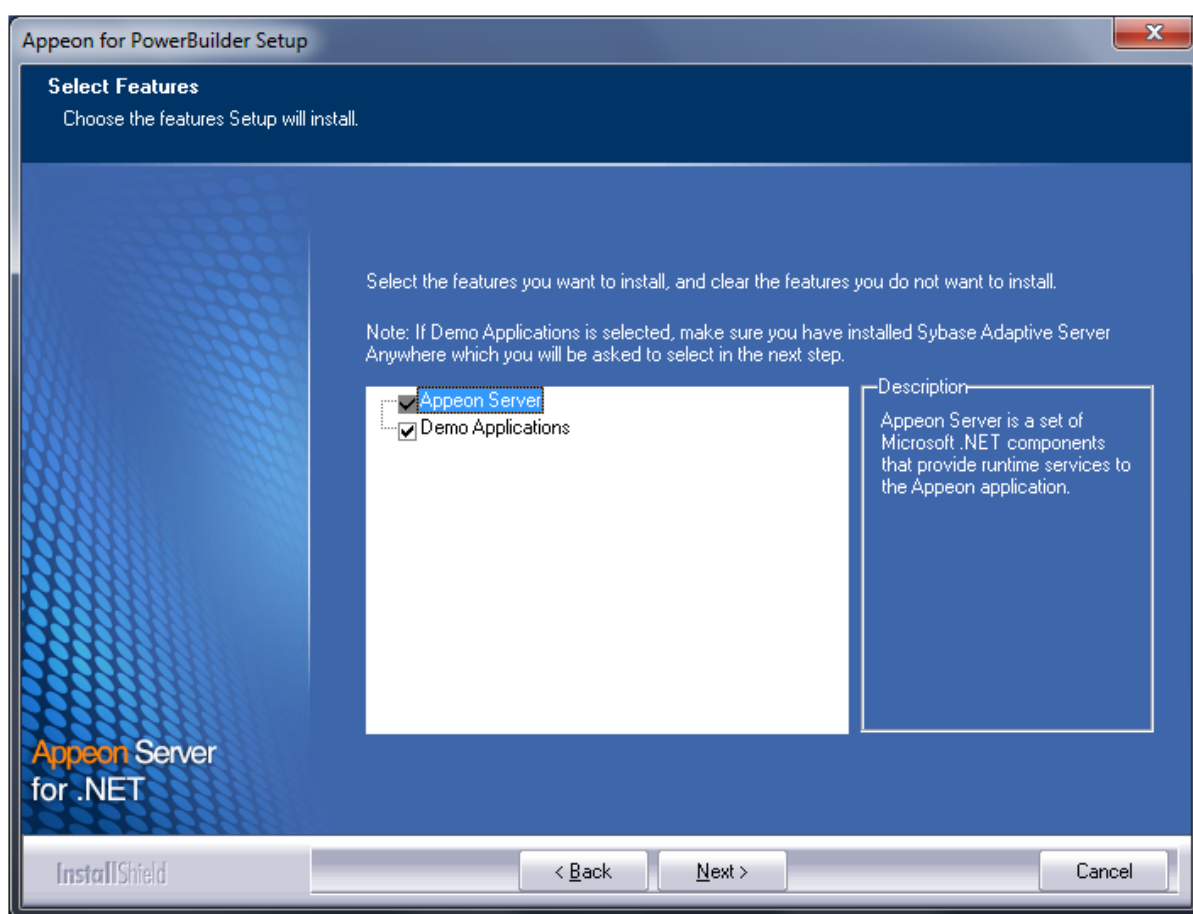 Appeon for PowerBuilder Setup
Select Features
Choose the features Setup will install.
Select the features you want to install, and clear the features you do not want to install.
Note: If Demo Applications is selected, make sure you have installed Sybase Adaptive Server
Anywhere which you will be asked to select in the next step.
Appeon Server
Demo Applications
Description
Appeon Server is a set of
Microsoft .NET components
that provide runtime services to
the Appeon application.
Appeon Server
for .NET
InstallShield
< Back
Next >
Cancel